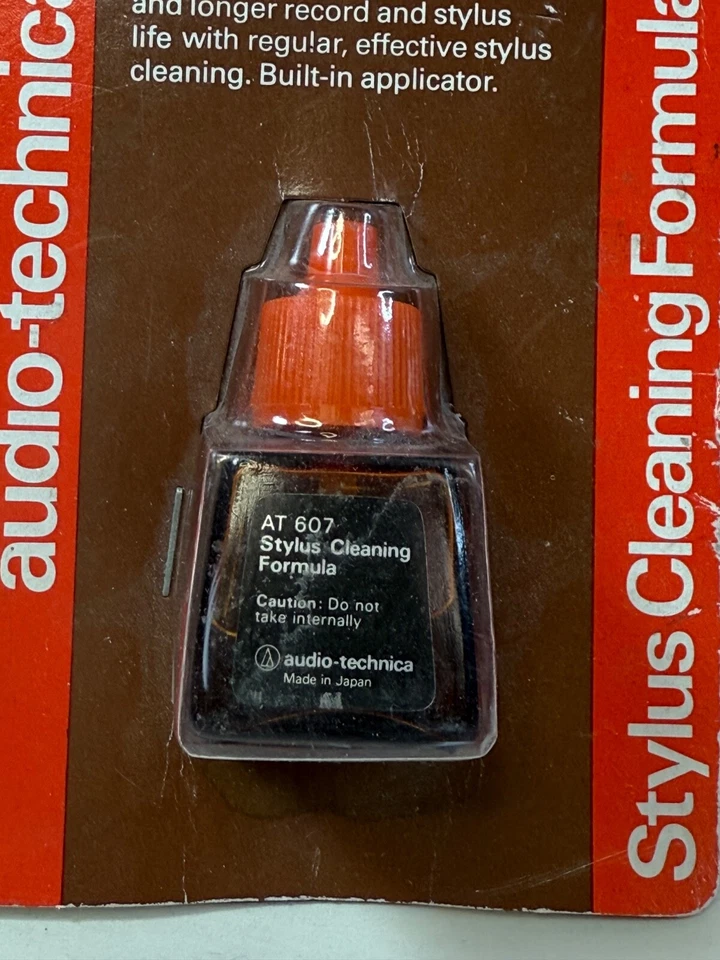 and longer record and stylus
life with regular, effective stylus
cleaning. Built-in applicator.
audio-technica
Stylus Cleaning Formula
AT 607
Stylus Cleaning
Formula
Caution: Do not
take internally
audio-technica
Made in Japan